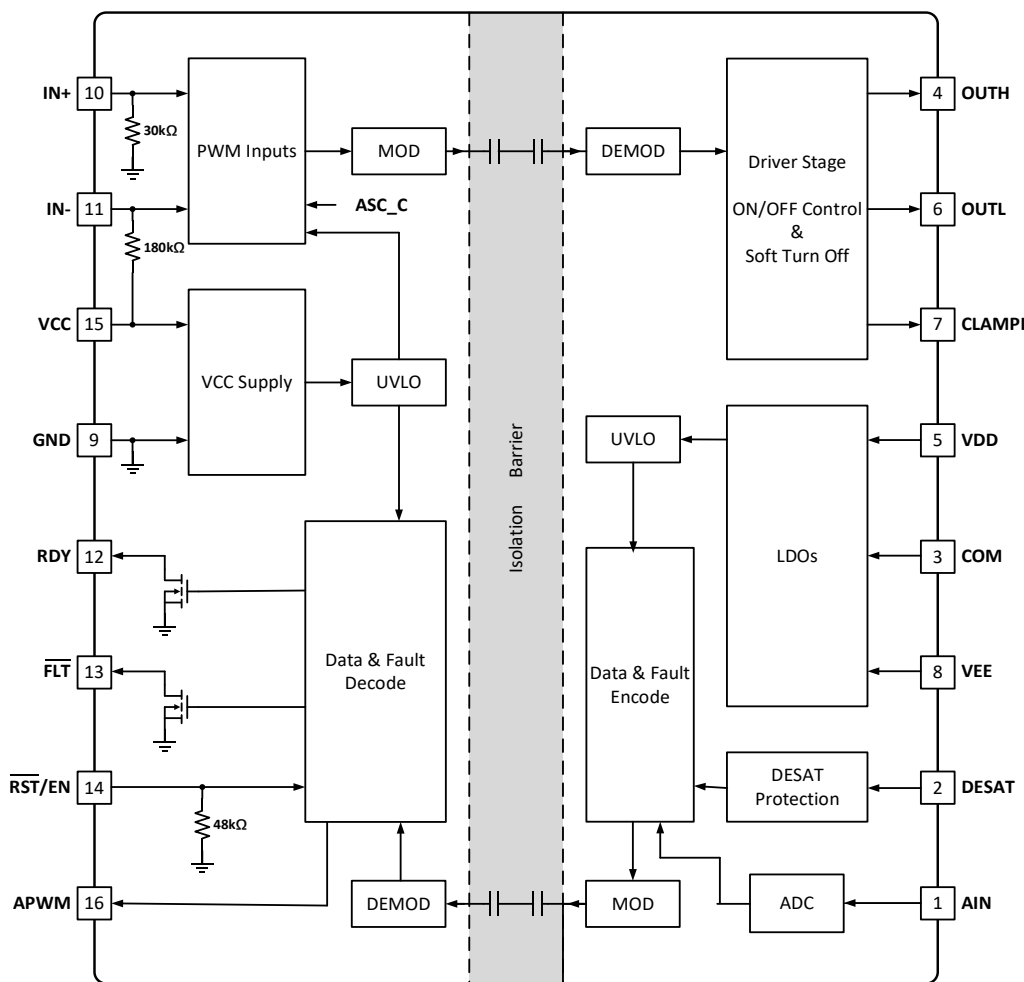 IN+
10
30kΩ
PWM Inputs
MOD
DEMOD
Driver Stage
ON/OFF Control
&
Soft Turn Off
4
OUTH
IN-
11
180kΩ
ASC_C
6
OUTL
VCC
15
VCC Supply
UVLO
7
CLAMPI
GND
9
Isolation Barrier
UVLO
LDOs
5
VDD
RDY
12
3
COM
FLT
13
Data & Fault
Decode
Data & Fault
Encode
8
VEE
RST/EN
14
48kΩ
DESAT
Protection
2
DESAT
APWM
16
DEMOD
MOD
ADC
1
AIN